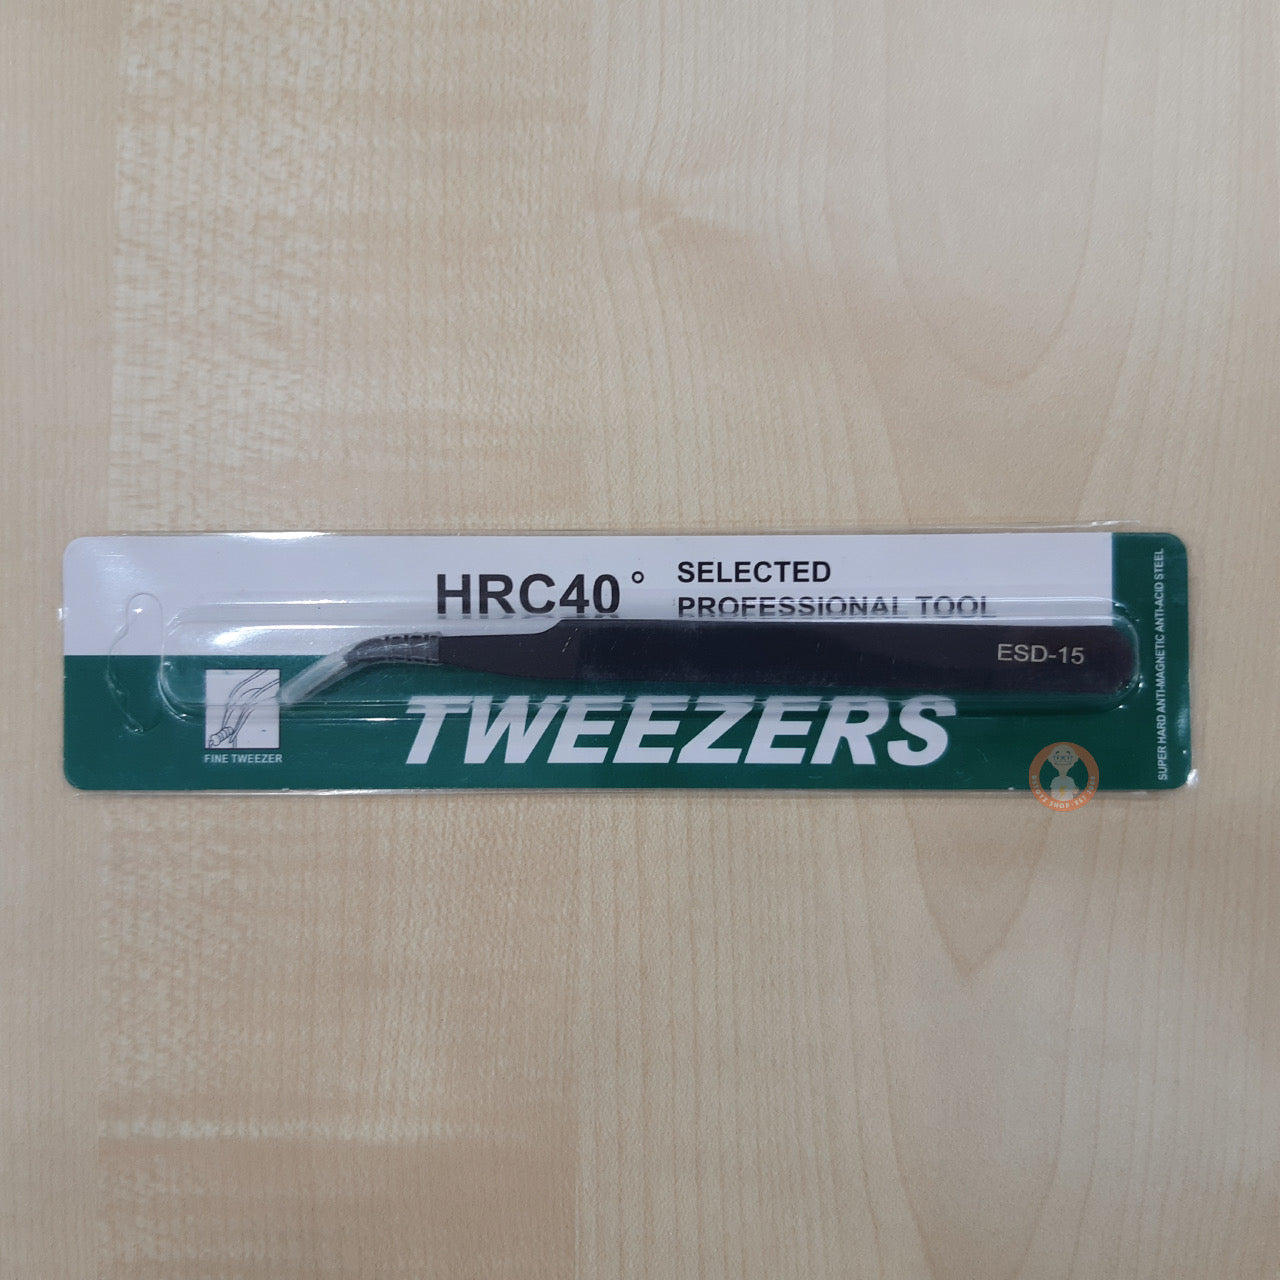 HRC40°
SELECTED
PROFESSIONAL TOOL
ESD-15
TWEEZERS
FINE TWEEZER
SUPER HARD ANTI-MAGNETIC ANTI-ACID STEEL